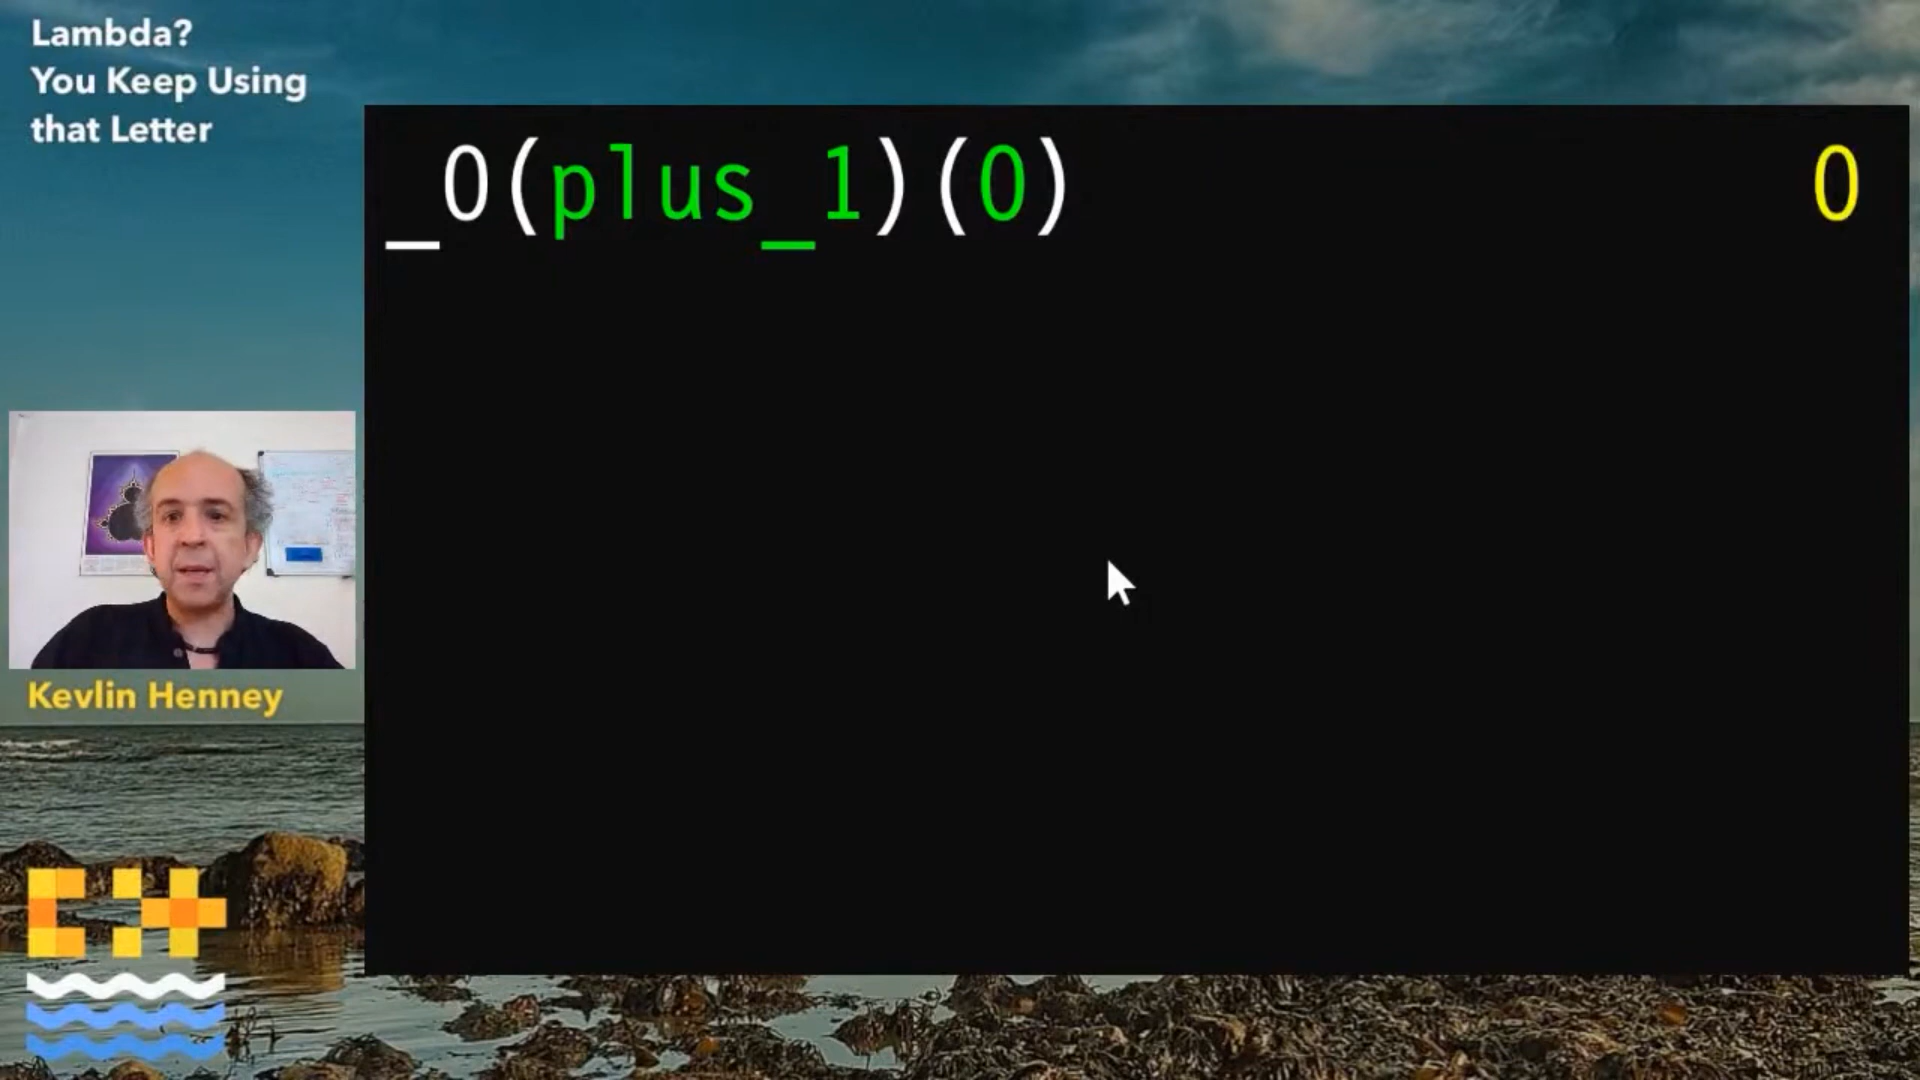 Lambda?
You Keep Using
that Letter
_0(plus_1)(0) 0
Kevlin Henney